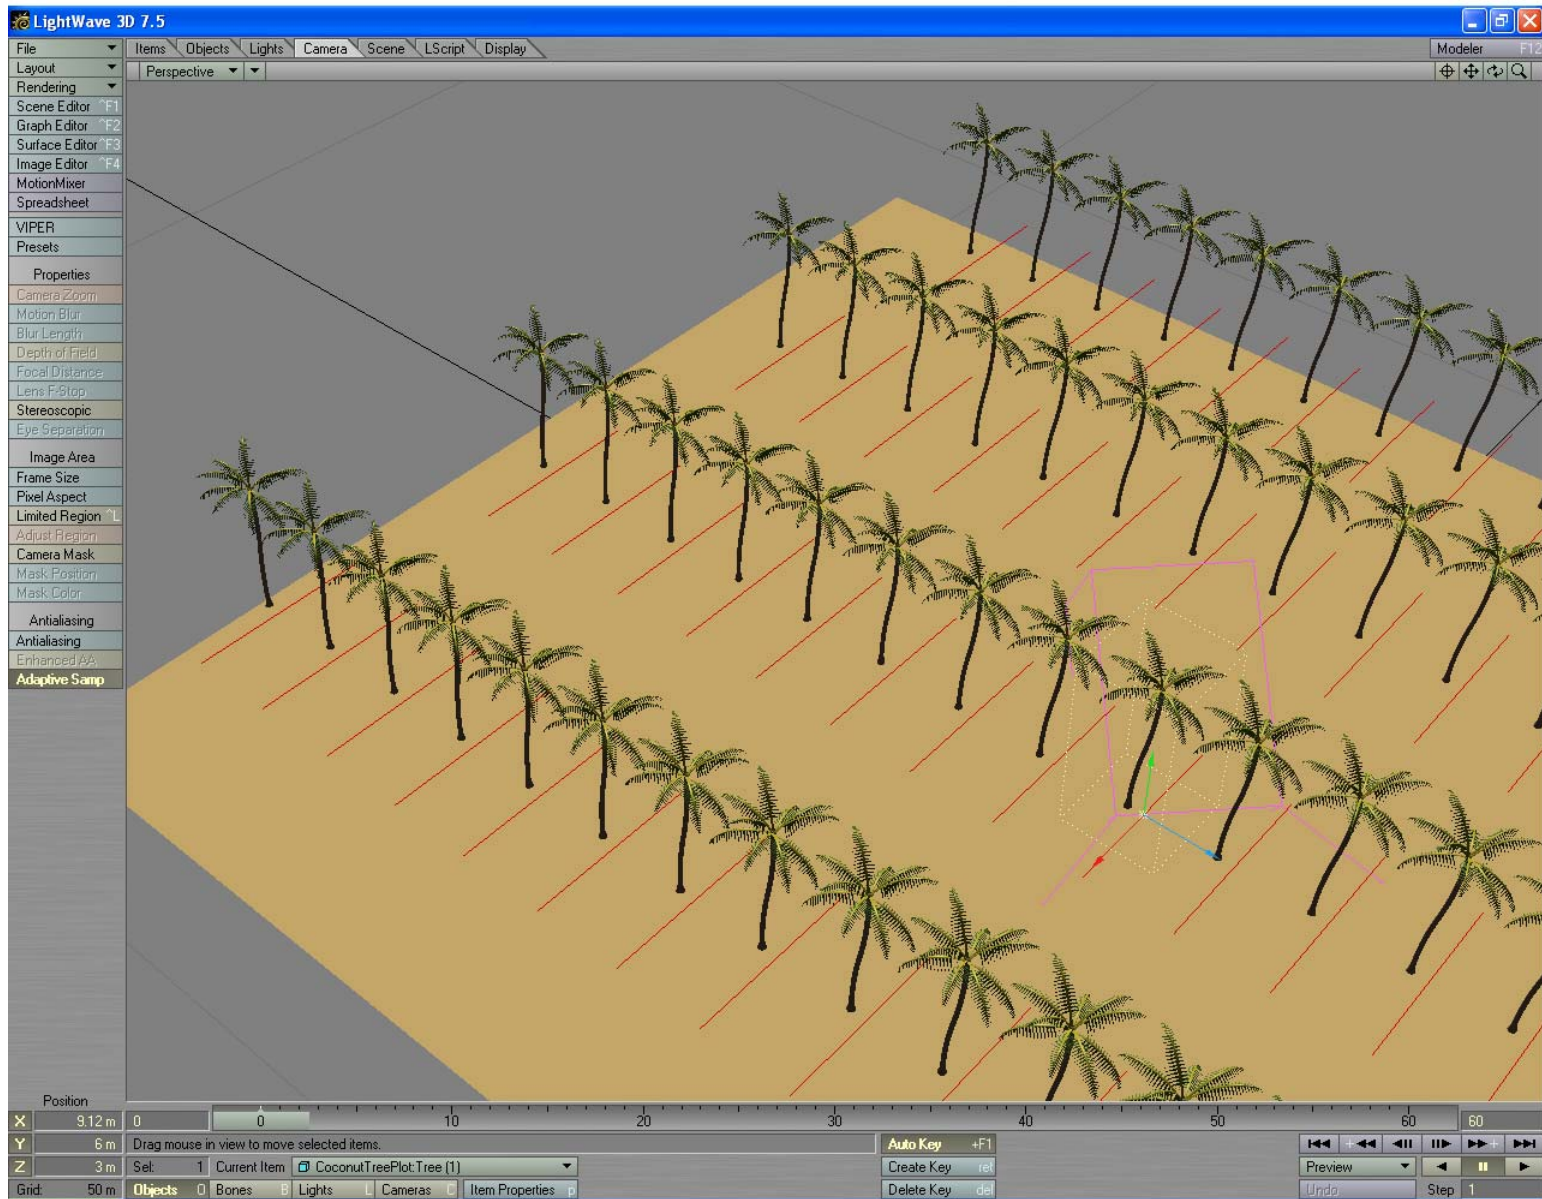 LightWave 3D 7.5
File
Items Objects Lights Camera Scene LScript Display
Modeler F12
Layout
Perspective
Rendering
Scene Editor ^F1
Graph Editor ^F2
Surface Editor ^F3
Image Editor ^F4
MotionMixer
Spreadsheet
VIPER
Presets
Properties
Camera Zoom
Motion Blur
Blur Length
Depth of Field
Focal Distance
Lens F-Stop
Stereoscopic
Eye Separation
Image Area
Frame Size
Pixel Aspect
Limited Region ^L
Adjust Region
Camera Mask
Mask Position
Mask Color
Antialiasing
Antialiasing
Enhanced AA
Adaptive Samp
Position
X 9.12 m 0 0 10 20 30 40 50 60 60
Y 6 m Drag mouse in view to move selected items. Auto Key +F1
Z 3 m Sel: 1 Current Item CoconutTreePlot:Tree (1) Create Key ret Preview
Grid: 50 m Objects O Bones B Lights L Cameras C Item Properties p Delete Key del Undo Step 1